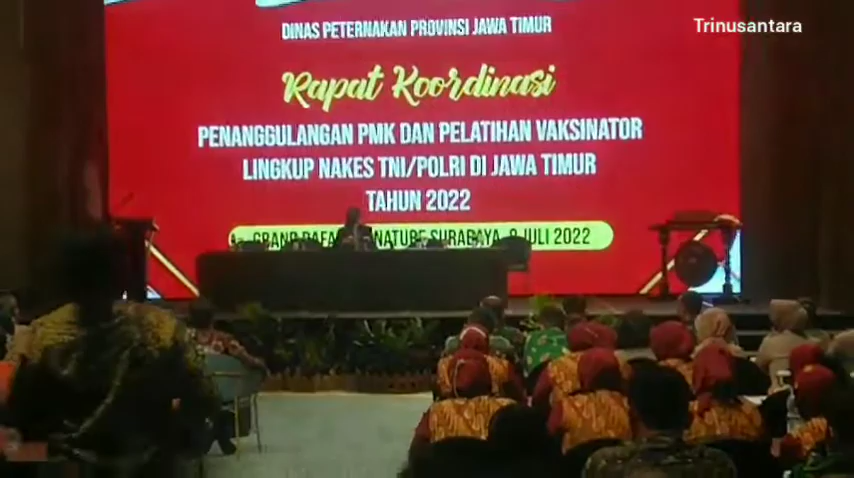 Trinusantara
DINAS PETERNAKAN PROVINSI JAWA TIMUR
Rapat Koordinasi
PENANGGULANGAN PMK DAN PELATIHAN VAKSINATOR
LINGKUP NAKES TNI/POLRI DI JAWA TIMUR
TAHUN 2022
GRAND SURABAYA, JULI 2022